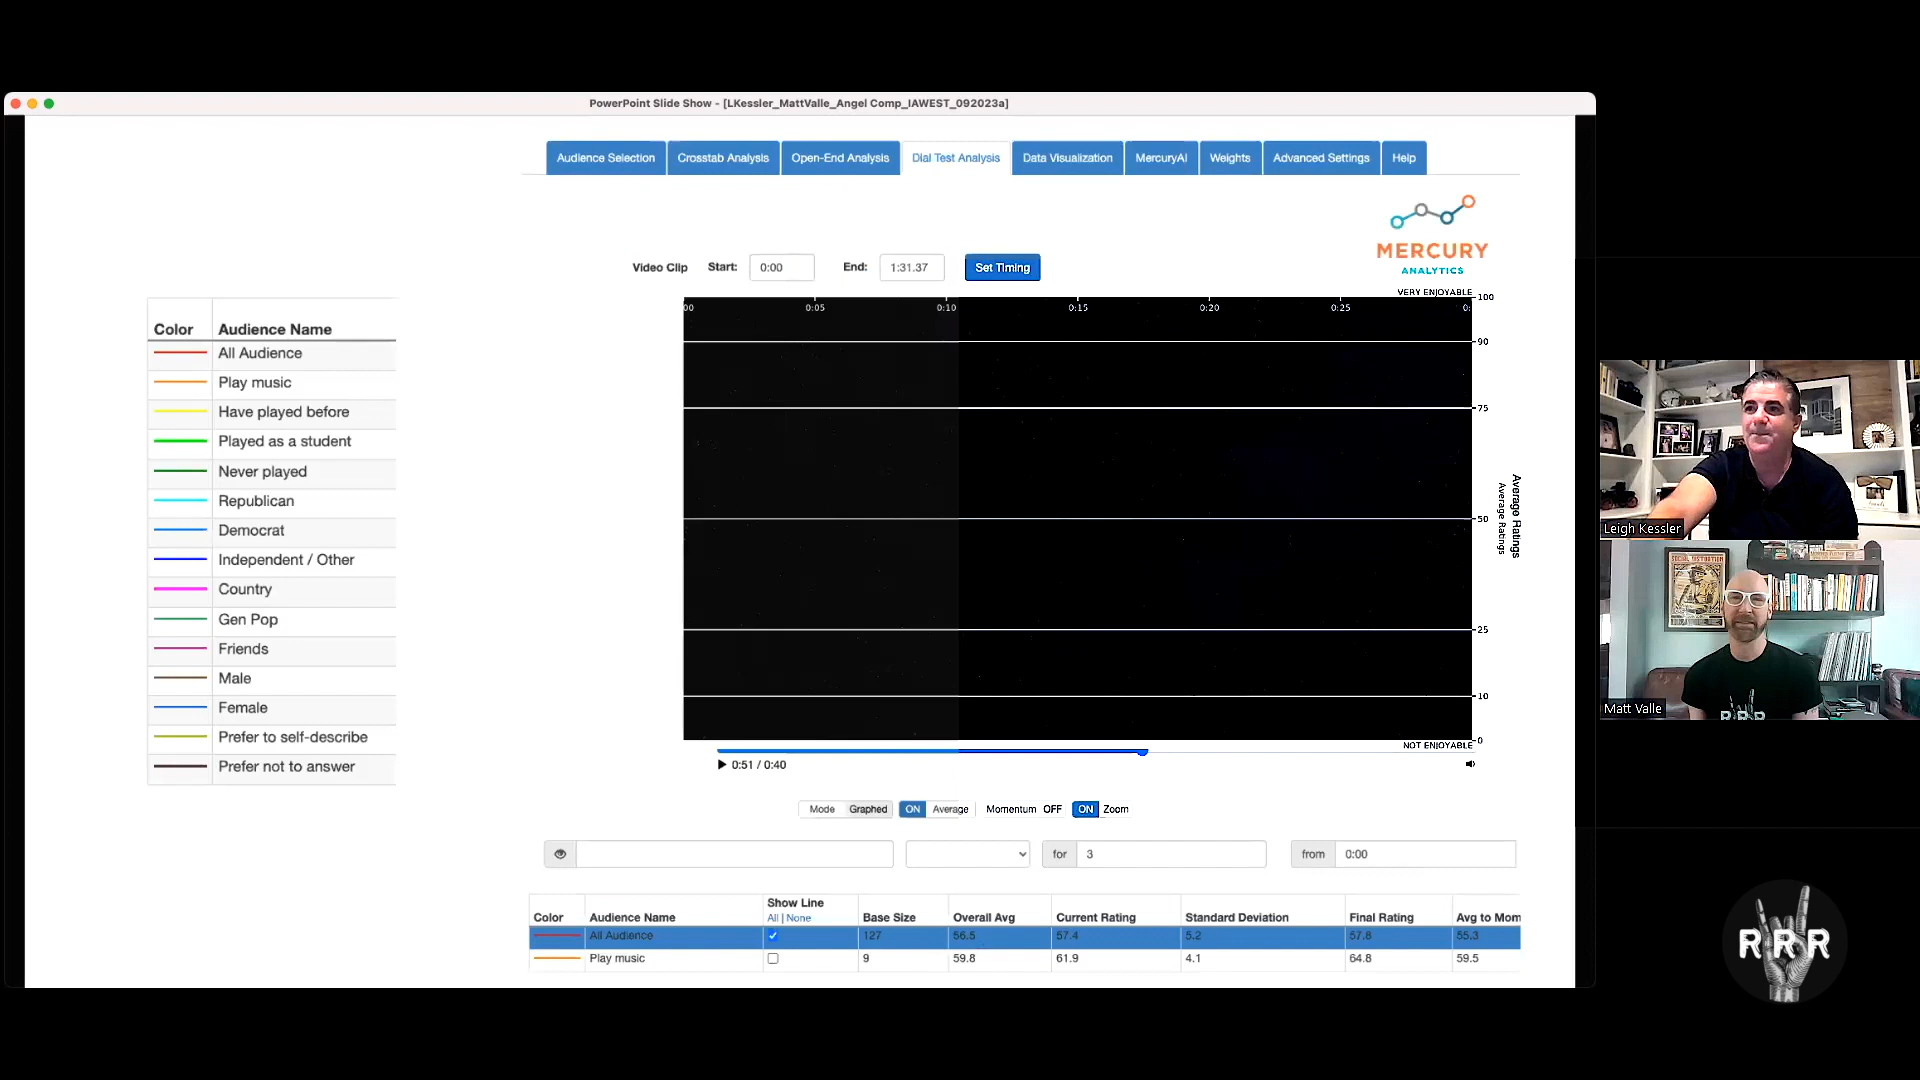 PowerPoint Slide Show - [LKessler_MattValle_Angel Comp_IAWEST_092023a]
Audience Selection Crosstab Analysis Open-End Analysis Dial Test Analysis Data Visualization MercuryAI Weights Advanced Settings Help
MERCURY
ANALYTICS
Video Clip Start: 0:00 End: 1:31.37 Set Timing
VERY ENJOYABLE
00 0:05 0:10 0:15 0:20 0:25 0:
100
90
75
50
25
10
0
Average Ratings
Average Ratings
NOT ENJOYABLE
0:51 / 0:40
Color Audience Name
All Audience
Play music
Have played before
Played as a student
Never played
Republican
Democrat
Independent / Other
Country
Gen Pop
Friends
Male
Female
Prefer to self-describe
Prefer not to answer
Mode Graphed ON Average Momentum OFF ON Zoom
for 3 from 0:00
Color Audience Name Show Line All | None Base Size Overall Avg Current Rating Standard Deviation Final Rating Avg to Mom
All Audience 127 56.5 57.4 5.2 57.8 55.3
Play music 9 59.8 61.9 4.1 64.8 59.5
Leigh Kessler
SOCIAL DISTORTION
RRR
Matt Valle
RRR